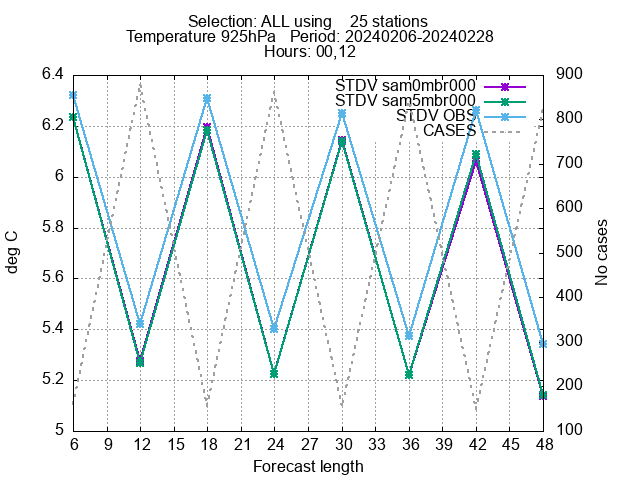 Selection: ALL using    25 stations
Temperature 925hPa   Period: 20240206-20240228
Hours: 00,12
STDV sam0mbr000
STDV sam5mbr000
STDV OBS
CASES
6.4
6.2
6
5.8
5.6
5.4
5.2
5
deg C
900
800
700
600
500
400
300
200
100
No cases
6 9 12 15 18 21 24 27 30 33 36 39 42 45 48
Forecast length